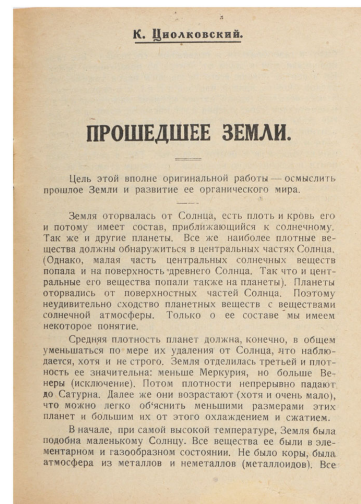 К. Циолковский.
ПРОШЕДШЕЕ ЗЕМЛИ.
Цель этой вполне оригинальной работы — осмыслить
прошлое Земли и развитие ее органического мира.
Земля оторвалась от Солнца, есть плоть и кровь его
и потому имеет состав, приближающийся к солнечному.
Так же и другие планеты. Все же наиболее плотные ве-
щества должны обнаружиться в центральных частях Солнца.
(Однако, малая часть центральных солнечных веществ
попала и на поверхность древнего Солнца. Так что и цент-
ральные его вещества попали также на планеты). Планеты
оторвались от поверхностных частей Солнца. Поэтому
неудивительно сходство планетных веществ с веществами
солнечной атмосферы. Только о ее составе мы имеем
некоторое понятие.
Средняя плотность планет должна, конечно, в общем
уменьшаться по мере их удаления от Солнца, что наблю-
дается, хотя и не строго. Земля отделилась третьей и плот-
ность ее значительна: меньше Меркурия, но больше Ве-
неры (исключение). Потом плотности непрерывно падают
до Сатурна. Далее же они возрастают (хотя и очень мало),
что можно легко об'яснить меньшими размерами этих
планет и большим их от этого охлаждением и сжатием.
В начале, при самой высокой температуре, Земля была
подобна маленькому Солнцу. Все вещества ее были в эле-
ментарном и газообразном состоянии. Не было коры, была
атмосфера из металлов и неметаллов (металлоидов). Все